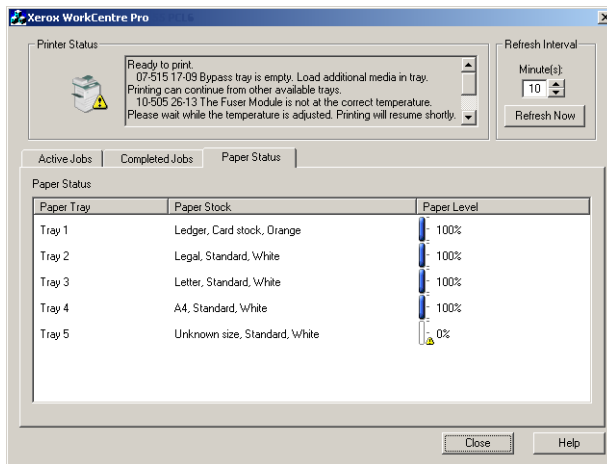 Xerox WorkCentre Pro
Printer Status
Ready to print.
07-515 17-09 Bypass tray is empty. Load additional media in tray.
Printing can continue from other available trays.
10-505 26-13 The Fuser Module is not at the correct temperature.
Please wait while the temperature is adjusted. Printing will resume shortly.
Refresh Interval
Minute(s):
10
Refresh Now
Active Jobs Completed Jobs Paper Status
Paper Status
Paper Tray Paper Stock Paper Level
Tray 1 Ledger, Card stock, Orange 100%
Tray 2 Legal, Standard, White 100%
Tray 3 Letter, Standard, White 100%
Tray 4 A4, Standard, White 100%
Tray 5 Unknown size, Standard, White 0%
Close Help